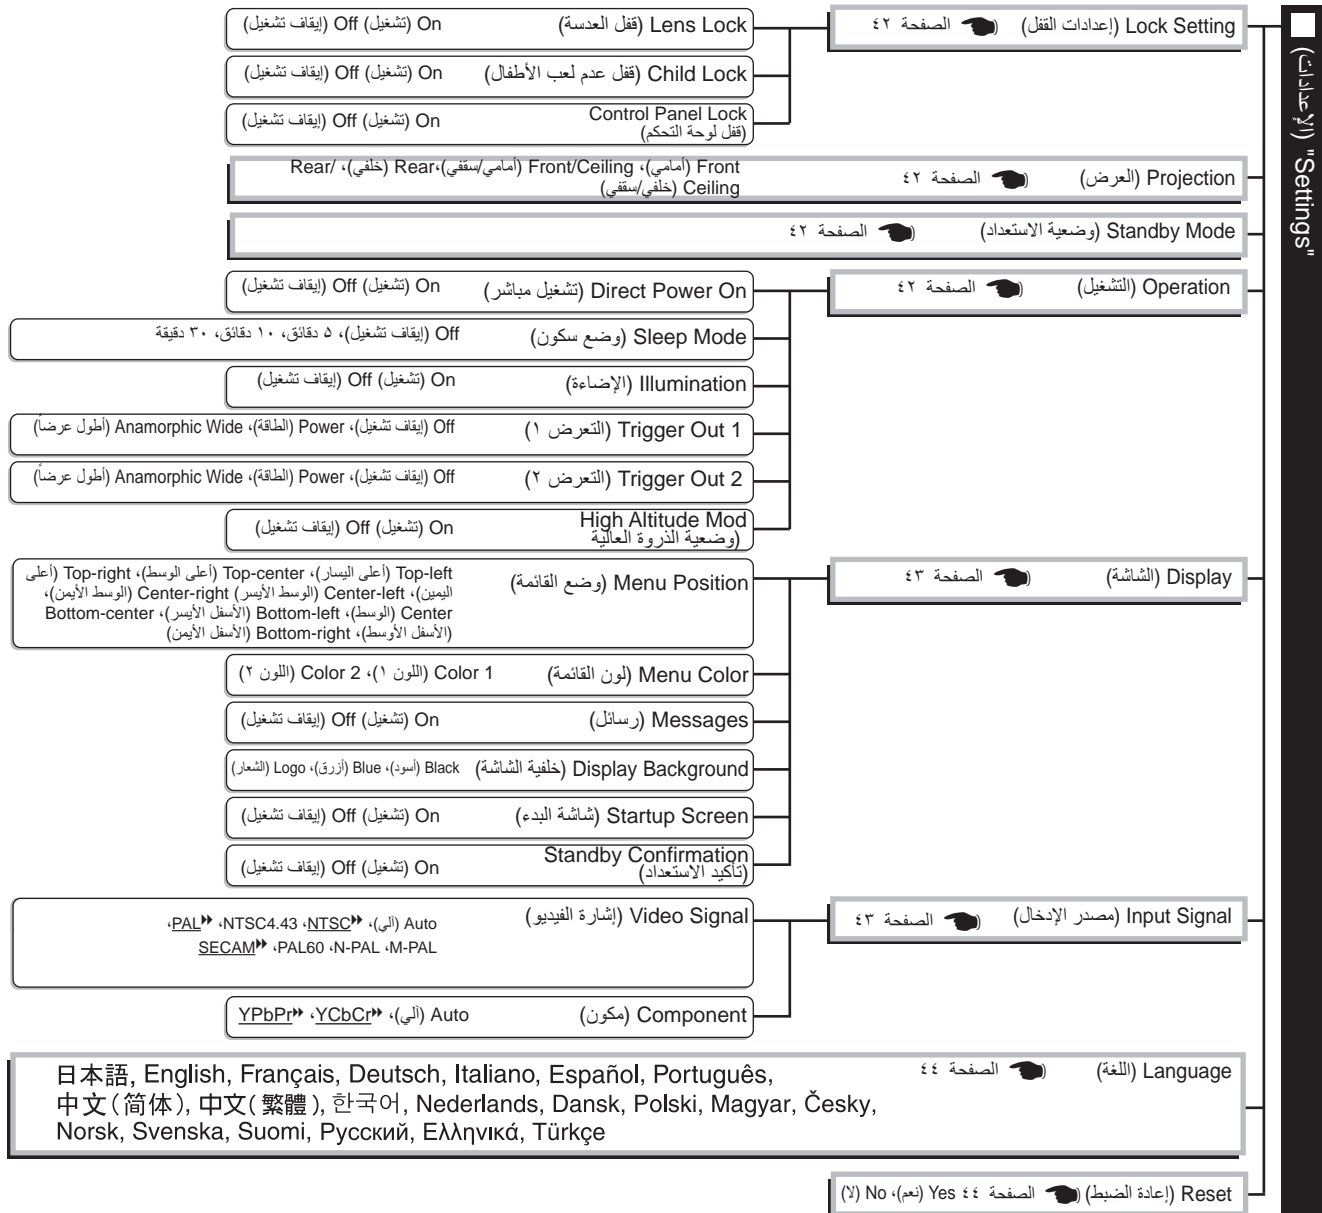 "Settings" (الإعدادات)
Lock Setting (إعدادات القفل) الصفحة ٤٢
Lens Lock (قفل العدسة) On (تشغيل) Off (إيقاف تشغيل)
Child Lock (قفل عدم لعب الأطفال) On (تشغيل) Off (إيقاف تشغيل)
Control Panel Lock
(قفل لوحة التحكم) On (تشغيل) Off (إيقاف تشغيل)
Projection (العرض) الصفحة ٤٢
Front (أمامي)، Front/Ceiling (أمامي/سقفي)،Rear (خلفي)، Rear/
Ceiling (خلفي/سقفي)
Standby Mode (وضعية الاستعداد) الصفحة ٤٢
Operation (التشغيل) الصفحة ٤٢
Direct Power On (تشغيل مباشر) On (تشغيل) Off (إيقاف تشغيل)
Sleep Mode (وضع سكون) Off (إيقاف تشغيل)، ٥ دقائق، ١٠ دقائق، ٣٠ دقيقة
Illumination (الإضاءة) On (تشغيل) Off (إيقاف تشغيل)
Trigger Out 1 (التعرض ١) Off (إيقاف تشغيل)، Power (الطاقة)، Anamorphic Wide (أطول عرضاً)
Trigger Out 2 (التعرض ٢) Off (إيقاف تشغيل)، Power (الطاقة)، Anamorphic Wide (أطول عرضاً)
High Altitude Mod
(وضعية الذروة العالية On (تشغيل) Off (إيقاف تشغيل)
Display (الشاشة) الصفحة ٤٣
Menu Position (وضع القائمة)
Top-left (أعلى اليسار)، Top-center (أعلى الوسط)، Top-right (أعلى
اليمين)، Center-left (الوسط الأيسر) Center-right (الوسط الأيمن)،
Center (الوسط)، Bottom-left (الأسفل الأيسر)، Bottom-center
(الأسفل الأوسط)، Bottom-right (الأسفل الأيمن)
Menu Color (لون القائمة) Color 1 (اللون ١)، Color 2 (اللون ٢)
Messages (رسائل) On (تشغيل) Off (إيقاف تشغيل)
Display Background (خلفية الشاشة) Black (أسود)، Blue (أزرق)، Logo (الشعار)
Startup Screen (شاشة البدء) On (تشغيل) Off (إيقاف تشغيل)
Standby Confirmation
(تأكيد الاستعداد) On (تشغيل) Off (إيقاف تشغيل)
Input Signal (مصدر الإدخال) الصفحة ٤٣
Video Signal (إشارة الفيديو)
Auto (آلي)، NTSC، NTSC4.43، PAL،
M-PAL، N-PAL، PAL60، SECAM
Component (مكون) Auto (آلي)، YCbCr، YPbPr
Language (اللغة) الصفحة ٤٤
日本語, English, Français, Deutsch, Italiano, Español, Português,
中文(简体), 中文(繁體), 한국어, Nederlands, Dansk, Polski, Magyar, Česky,
Norsk, Svenska, Suomi, Русский, Ελληνικά, Türkçe
Reset (إعادة الضبط) الصفحة ٤٤ Yes (نعم)، No (لا)